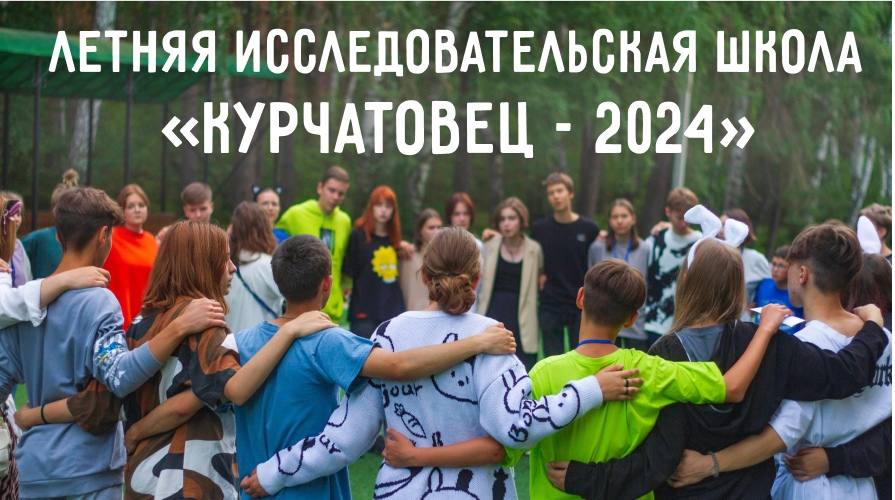 ЛЕТНЯЯ ИССЛЕДОВАТЕЛЬСКАЯ ШКОЛА
«КУРЧАТОВЕЦ - 2024»